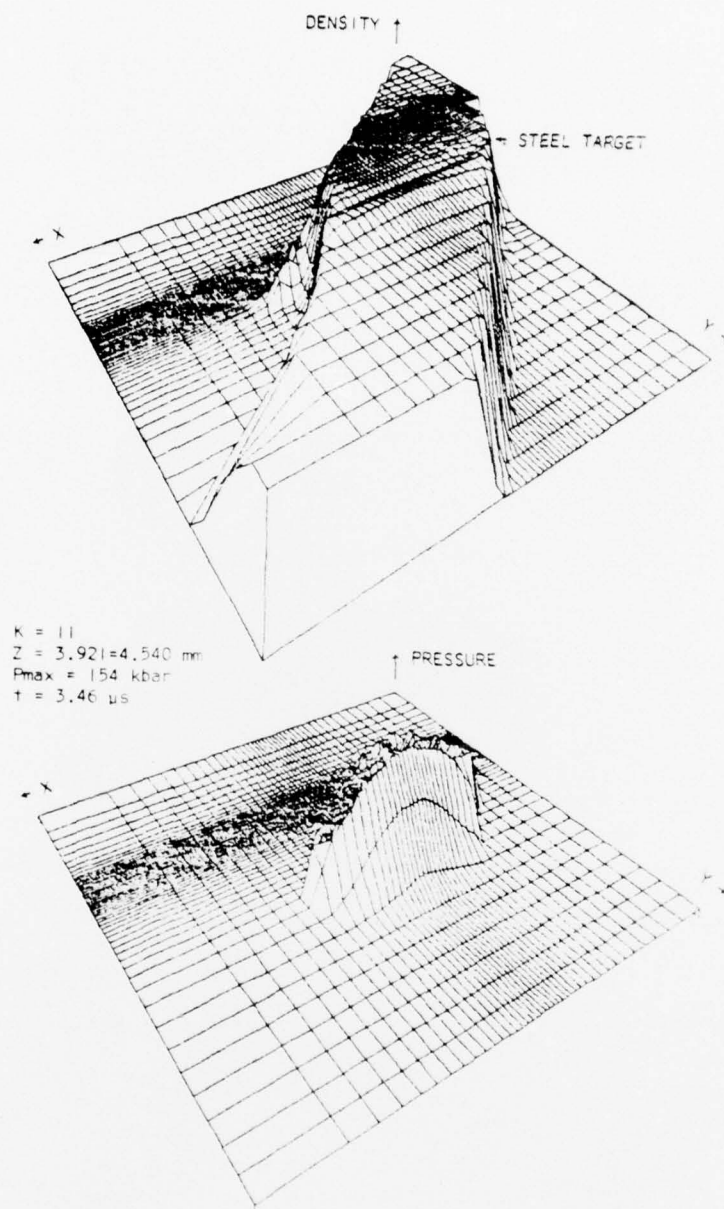 DENSITY
STEEL TARGET
X
Y
K = 11
Z = 3.921=4.540 mm
Pmax = 154 kbar
t = 3.46 µs
PRESSURE
X
Y